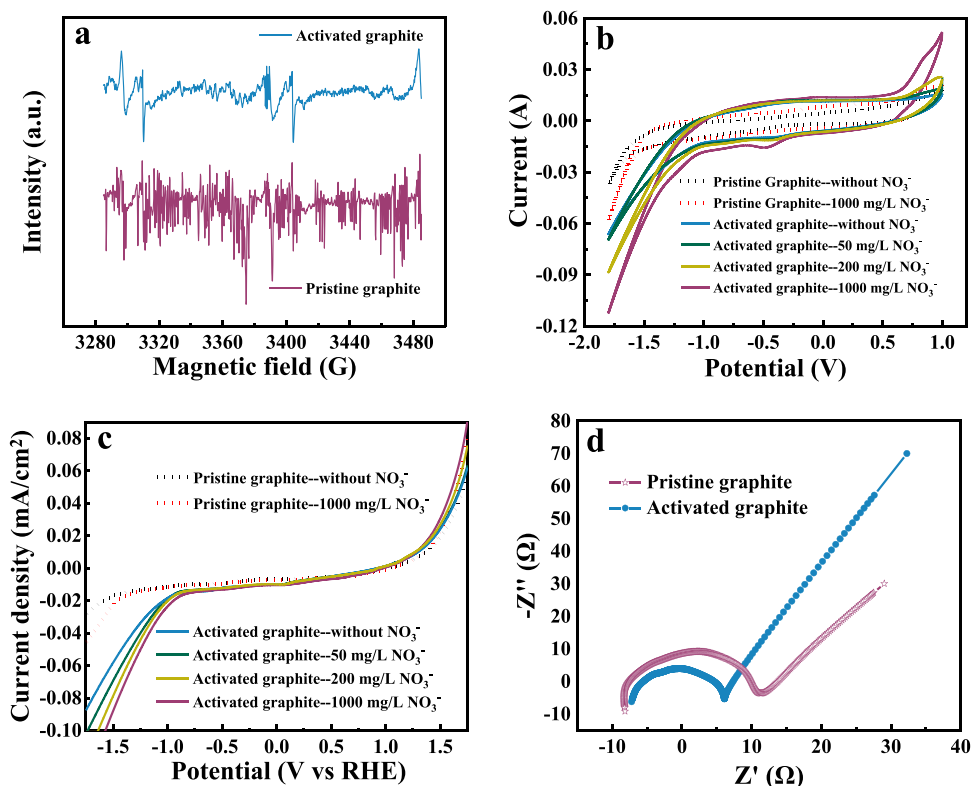 a
Activated graphite
Pristine graphite
Intensity (a.u.)
3280 3320 3360 3400 3440 3480
Magnetic field (G)
b
0.06
0.03
0.00
-0.03
-0.06
-0.09
-0.12
Current (A)
Pristine Graphite--without NO₃⁻
Pristine Graphite--1000 mg/L NO₃⁻
Activated graphite--without NO₃⁻
Activated graphite--50 mg/L NO₃⁻
Activated graphite--200 mg/L NO₃⁻
Activated graphite--1000 mg/L NO₃⁻
-2.0 -1.5 -1.0 -0.5 0.0 0.5 1.0
Potential (V)
c
0.08
0.06
0.04
0.02
0.00
-0.02
-0.04
-0.06
-0.08
-0.10
Current density (mA/cm²)
Pristine graphite--without NO₃⁻
Pristine graphite--1000 mg/L NO₃⁻
Activated graphite--without NO₃⁻
Activated graphite--50 mg/L NO₃⁻
Activated graphite--200 mg/L NO₃⁻
Activated graphite--1000 mg/L NO₃⁻
-1.5 -1.0 -0.5 0.0 0.5 1.0 1.5
Potential (V vs RHE)
d
80
70
60
50
40
30
20
10
0
-10
-Z'' (Ω)
Pristine graphite
Activated graphite
-10 0 10 20 30 40
Z' (Ω)